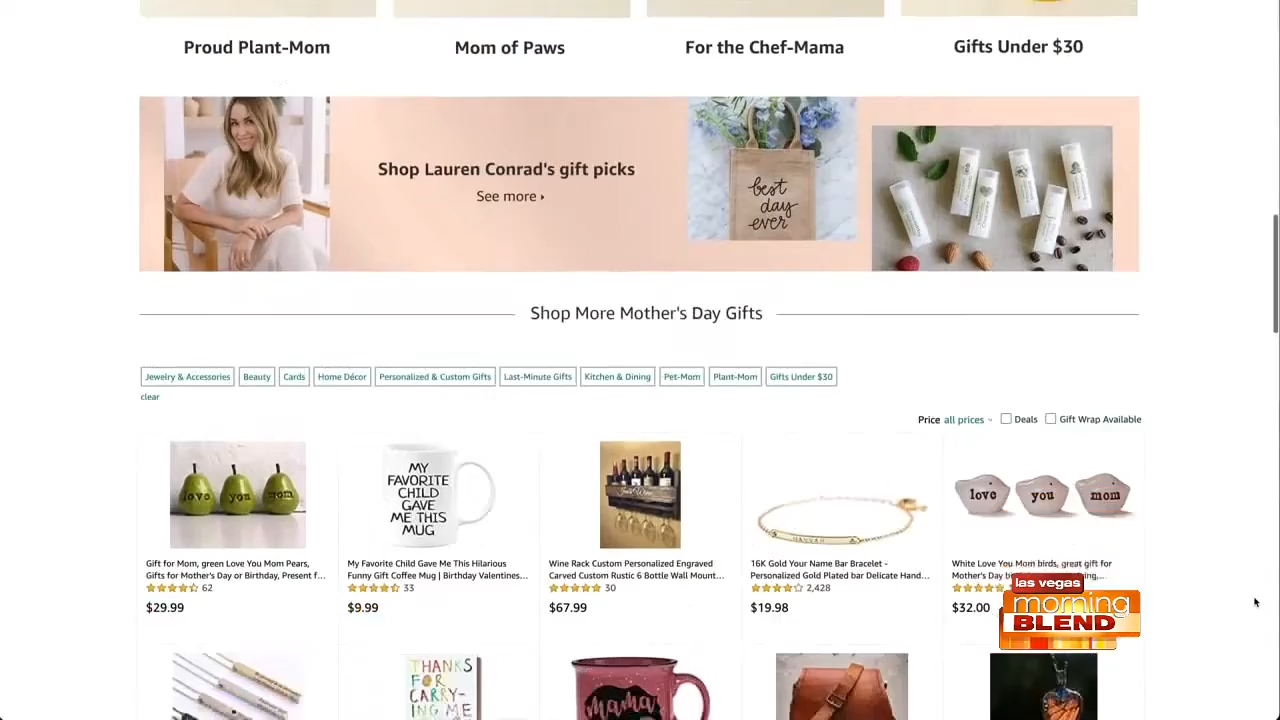 Proud Plant-Mom
Mom of Paws
For the Chef-Mama
Gifts Under $30
Shop Lauren Conrad's gift picks
See more
best
day
ever
Shop More Mother's Day Gifts
Jewelry & Accessories
Beauty
Cards
Home Décor
Personalized & Custom Gifts
Last-Minute Gifts
Kitchen & Dining
Pet-Mom
Plant-Mom
Gifts Under $30
clear
Price all prices
Deals
Gift Wrap Available
love you mom
MY
FAVORITE
CHILD
GAVE
ME THIS
MUG
HANNAH
love you mom
Gift for Mom, green Love You Mom Pears,
Gifts for Mother's Day or Birthday, Present f...
62
$29.99
My Favorite Child Gave Me This Hilarious
Funny Gift Coffee Mug | Birthday Valentines...
33
$9.99
Wine Rack Custom Personalized Engraved
Carved Custom Rustic 6 Bottle Wall Mount...
30
$67.99
16K Gold Your Name Bar Bracelet -
Personalized Gold Plated bar Delicate Hand...
2,428
$19.98
White Love You Mom birds, great gift for
Mother's Day
$32.00
las vegas
morning
BLEND
THANKS
FOR
CARRY-
ING ME
Mama